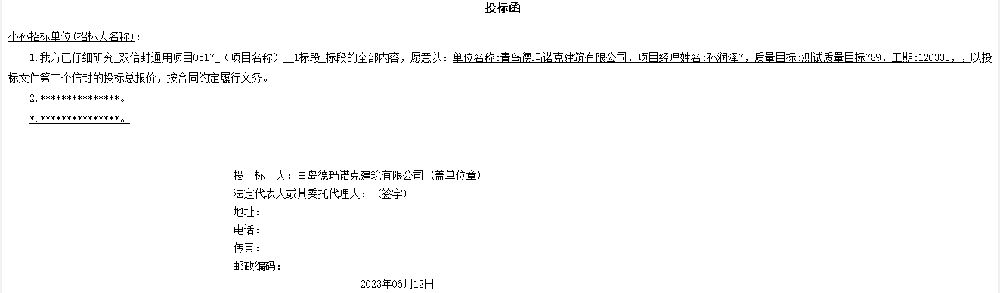 投标函
小孙招标单位(招标人名称)：
1.我方已仔细研究_双信封通用项目0517_（项目名称）__1标段_标段的全部内容，愿意以：单位名称:青岛德玛诺克建筑有限公司，项目经理姓名:孙润泽7，质量目标:测试质量目标789，工期:120333，，以投
标文件第二个信封的投标总报价，按合同约定履行义务。
2.***************。
*.***************。
投 标 人：青岛德玛诺克建筑有限公司 (盖单位章)
法定代表人或其委托代理人： (签字)
地址：
电话：
传真：
邮政编码：
2023年06月12日